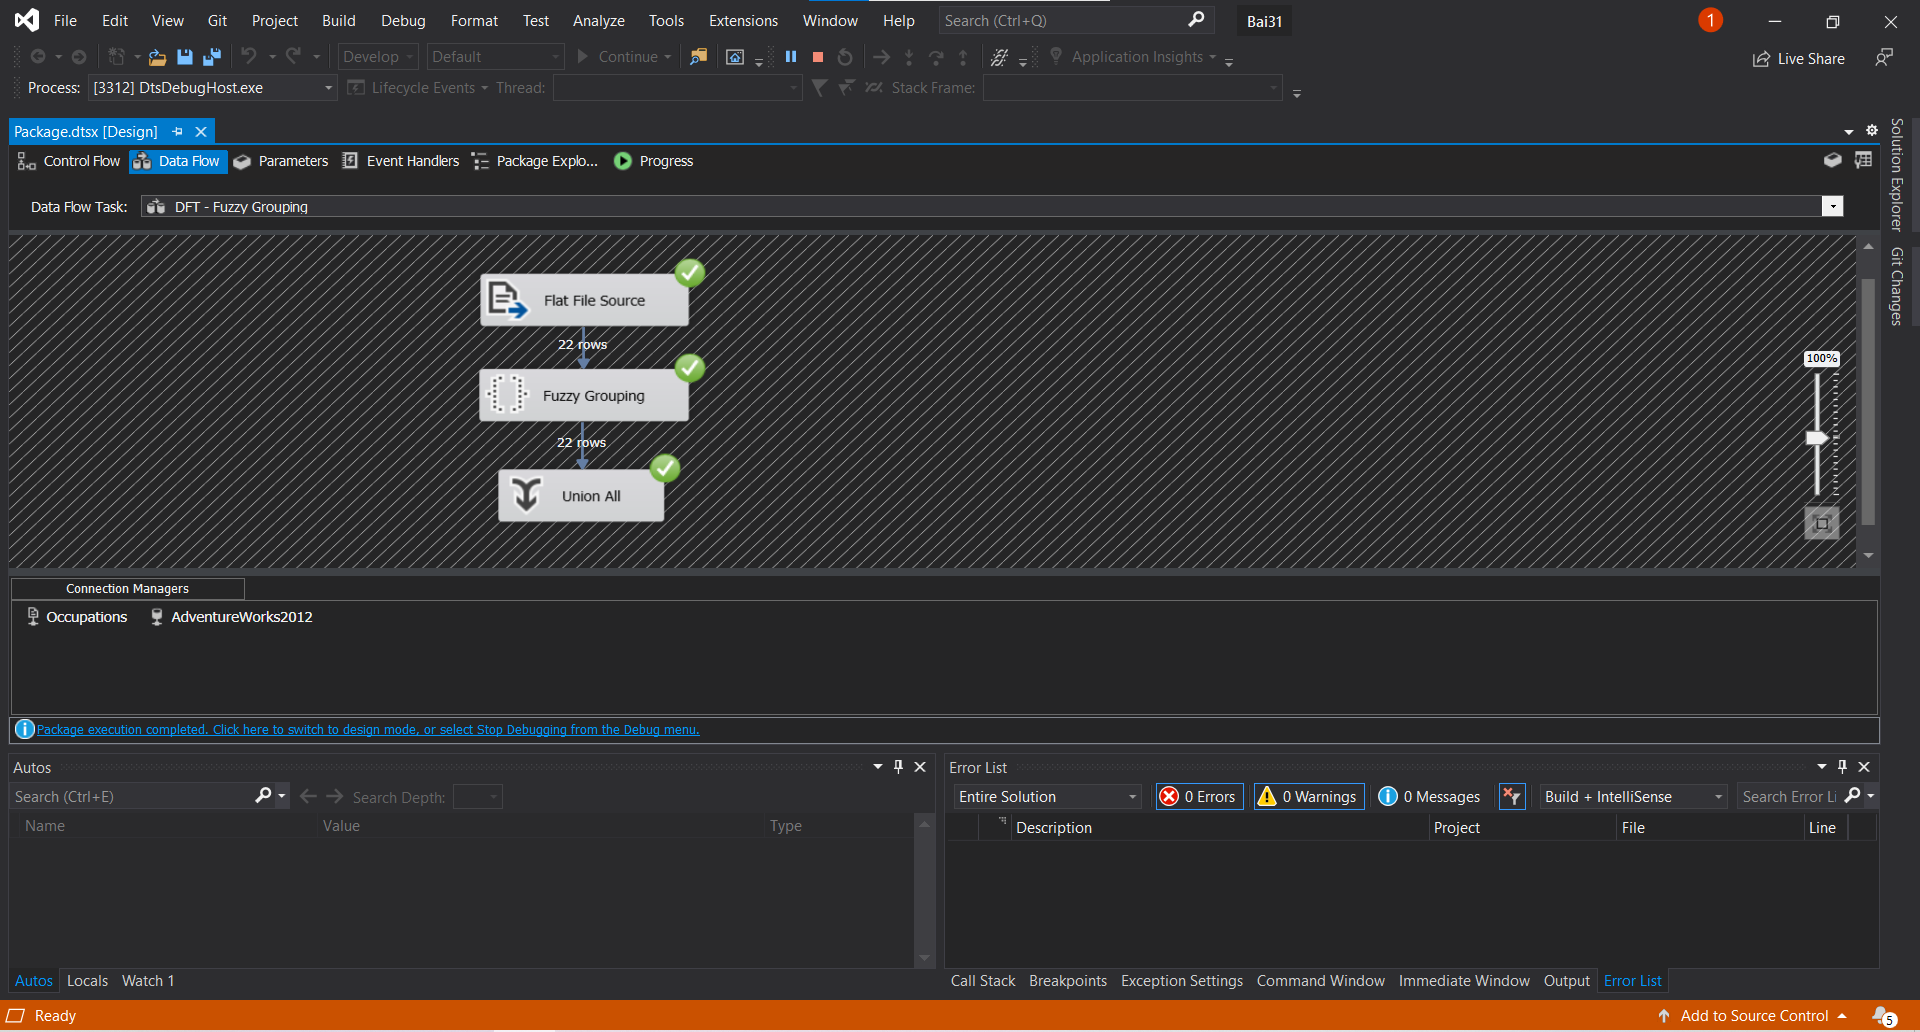 File Edit View Git Project Build Debug Format Test Analyze Tools Extensions Window Help Search (Ctrl+Q) Bai31 1
Develop Default Continue Application Insights Live Share
Process: [3312] DtsDebugHost.exe Lifecycle Events Thread: Stack Frame:
Package.dtsx [Design]
Control Flow Data Flow Parameters Event Handlers Package Explo... Progress
Data Flow Task: DFT - Fuzzy Grouping
Flat File Source
22 rows
Fuzzy Grouping
22 rows
Union All
100%
Solution Explorer
Git Changes
Connection Managers
Occupations AdventureWorks2012
Package execution completed. Click here to switch to design mode, or select Stop Debugging from the Debug menu.
Autos
Search (Ctrl+E) Search Depth:
Name Value Type
Autos Locals Watch 1
Error List
Entire Solution 0 Errors 0 Warnings 0 Messages Build + IntelliSense Search Error Li
Description Project File Line
Call Stack Breakpoints Exception Settings Command Window Immediate Window Output Error List
Ready Add to Source Control 5